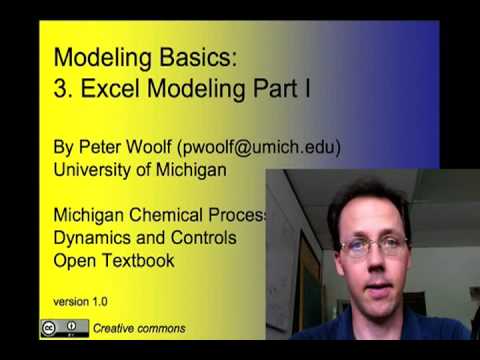 Modeling Basics:
3. Excel Modeling Part I
By Peter Woolf (pwoolf@umich.edu)
University of Michigan
Michigan Chemical Process
Dynamics and Controls
Open Textbook
version 1.0
cc
Creative commons